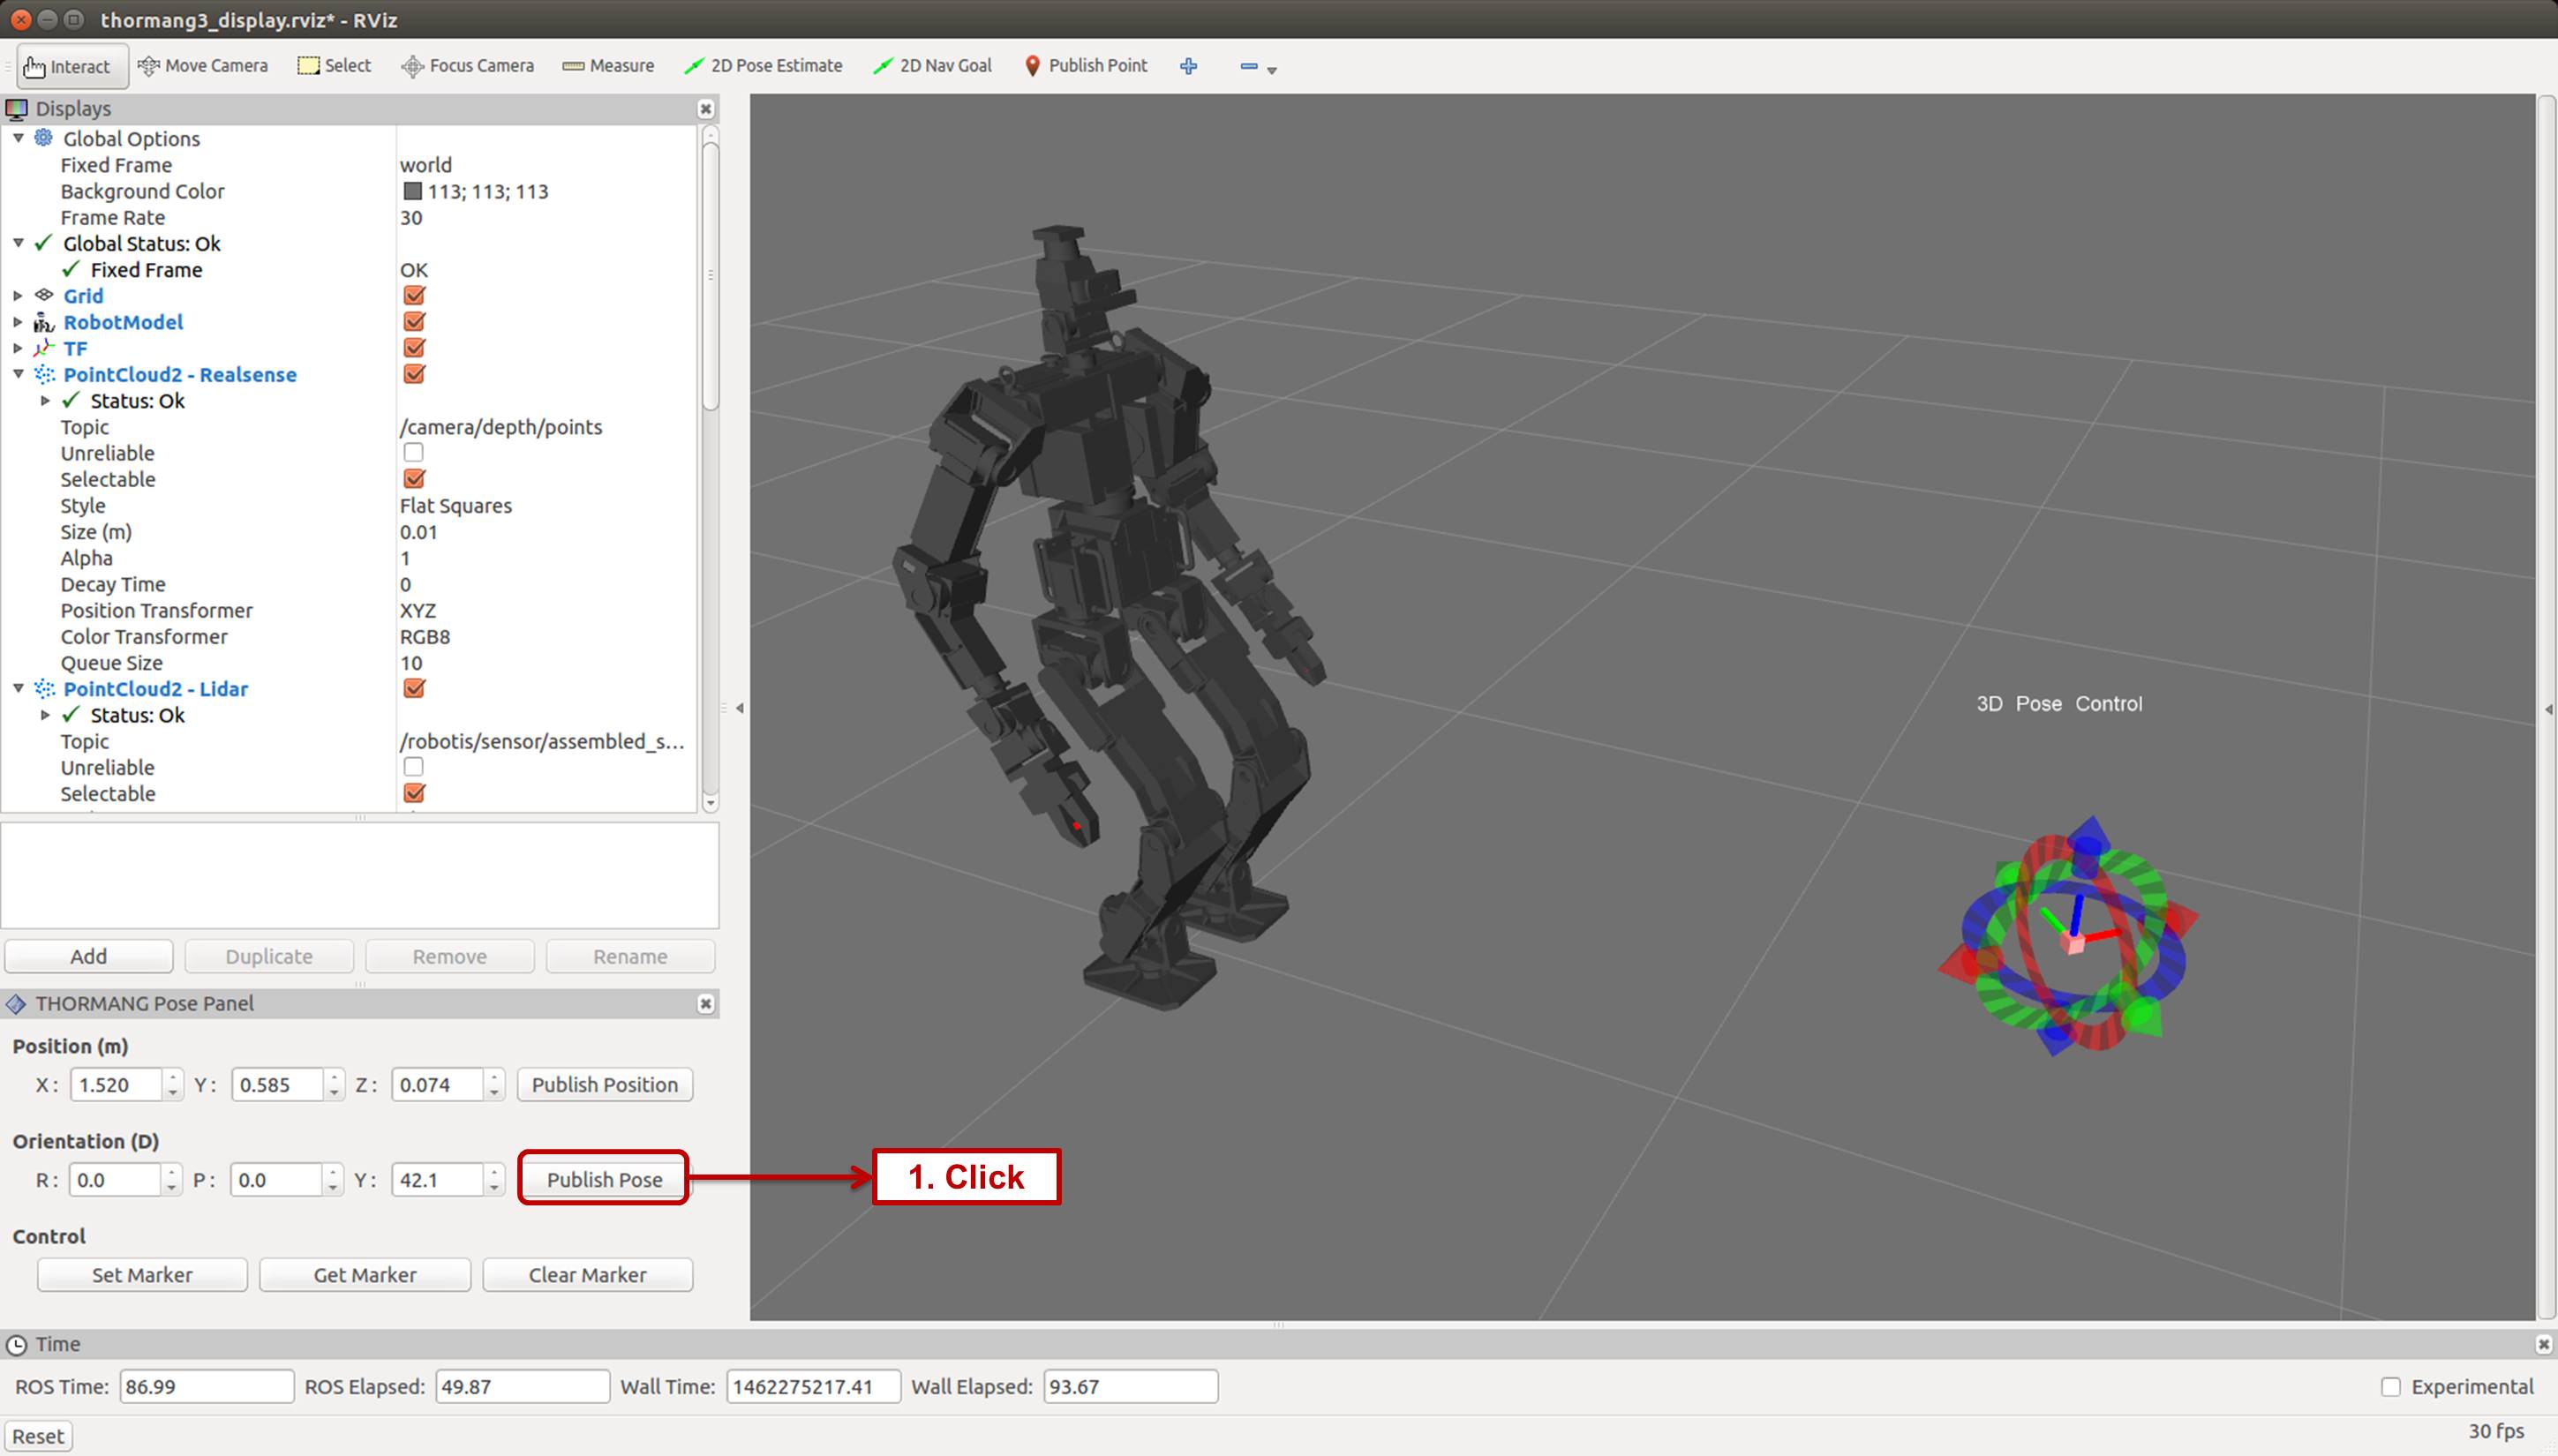 thormang3_display.rviz* - RViz
Interact Move Camera Select Focus Camera Measure 2D Pose Estimate 2D Nav Goal Publish Point
Displays
Global Options
Fixed Frame world
Background Color 113; 113; 113
Frame Rate 30
Global Status: Ok
Fixed Frame OK
Grid
RobotModel
TF
PointCloud2 - Realsense
Status: Ok
Topic /camera/depth/points
Unreliable
Selectable
Style Flat Squares
Size (m) 0.01
Alpha 1
Decay Time 0
Position Transformer XYZ
Color Transformer RGB8
Queue Size 10
PointCloud2 - Lidar
Status: Ok
Topic /robotis/sensor/assembled_s...
Unreliable
Selectable
Add Duplicate Remove Rename
3D Pose Control
THORMANG Pose Panel
Position (m)
X: 1.520 Y: 0.585 Z: 0.074 Publish Position
Orientation (D)
R: 0.0 P: 0.0 Y: 42.1 Publish Pose
1. Click
Control
Set Marker Get Marker Clear Marker
Time
ROS Time: 86.99 ROS Elapsed: 49.87 Wall Time: 1462275217.41 Wall Elapsed: 93.67 Experimental
Reset 30 fps